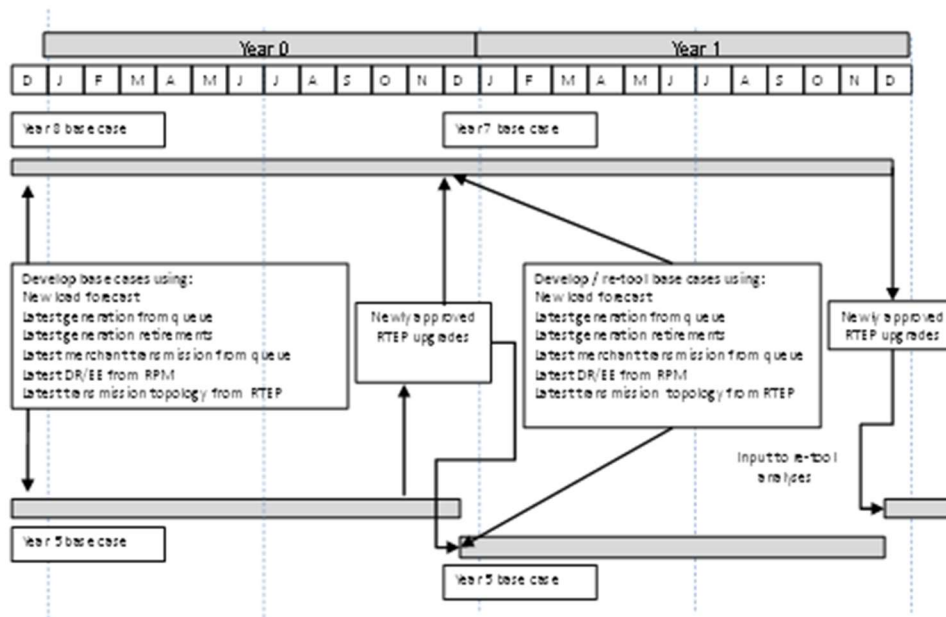 Year 0
Year 1
D J F M A M J J A S O N D J F M A M J J A S O N D
Year 8 base case
Year 7 base case
Develop base cases using:
New load forecast
Latest generation from queue
Latest generation retirements
Latest merchant transmission from queue
Latest DR/EE from RPM
Latest transmission topology from RTEP
Newly approved
RTEP upgrades
Develop / re-tool base cases using:
New load forecast
Latest generation from queue
Latest generation retirements
Latest merchant transmission from queue
Latest DR/EE from RPM
Latest transmission topology from RTEP
Newly approved
RTEP upgrades
Input to re-tool
analyses
Year 5 base case
Year 5 base case